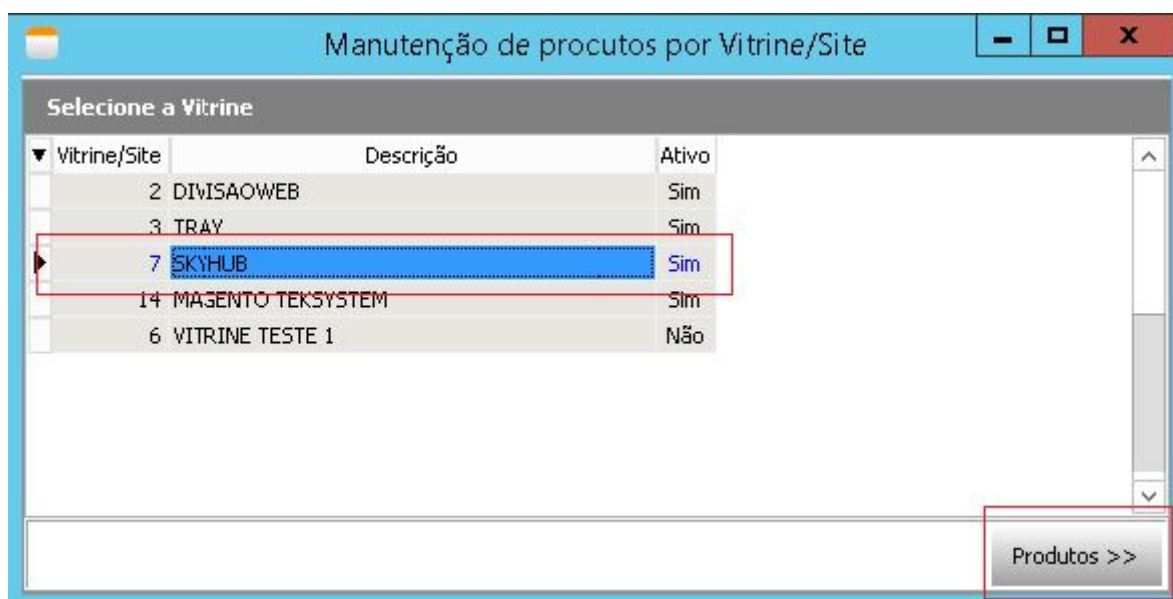 Manutenção de procutos por Vitrine/Site
Selecione a Vitrine
Vitrine/Site Descrição Ativo
2 DIVISAOWEB Sim
3 TRAY Sim
7 SKYHUB Sim
14 MAGENTO TEKSYSTEM Sim
6 VITRINE TESTE 1 Não
Produtos >>